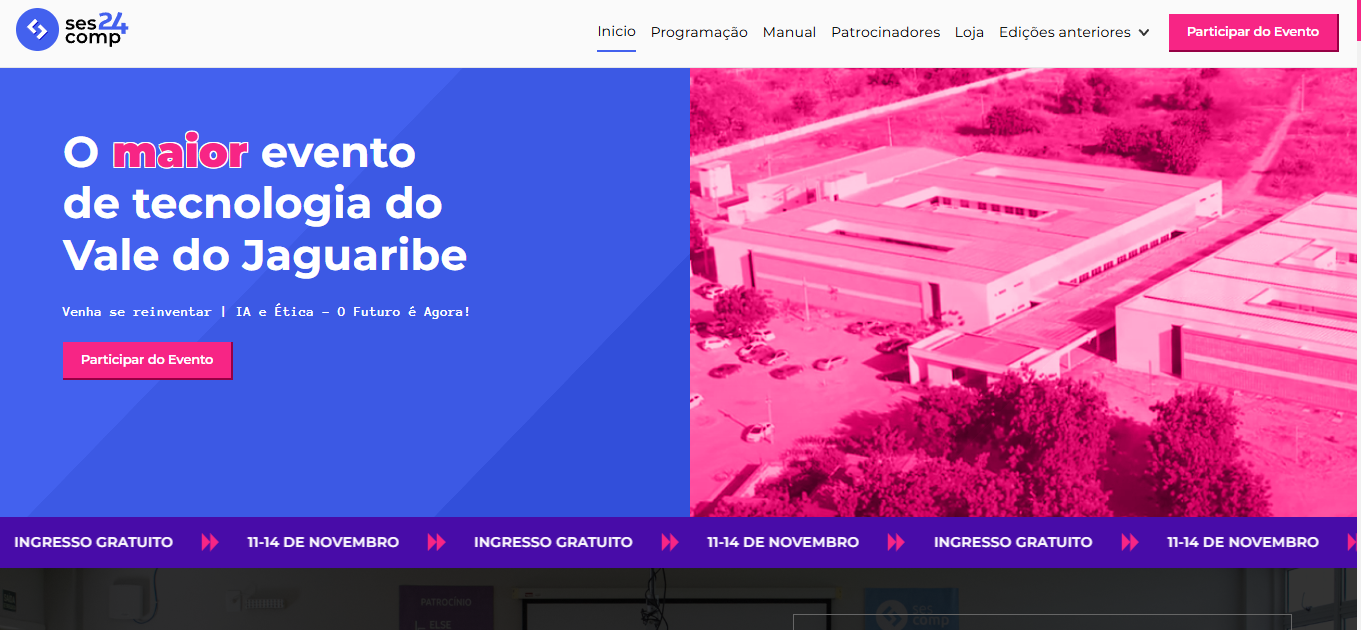 ses24
comp
Inicio Programação Manual Patrocinadores Loja Edições anteriores Participar do Evento
O maior evento
de tecnologia do
Vale do Jaguaribe
Venha se reinventar | IA e Ética - O Futuro é Agora!
Participar do Evento
INGRESSO GRATUITO 11-14 DE NOVEMBRO INGRESSO GRATUITO 11-14 DE NOVEMBRO INGRESSO GRATUITO 11-14 DE NOVEMBRO
PATROCÍNIO
ELSE
ses
comp